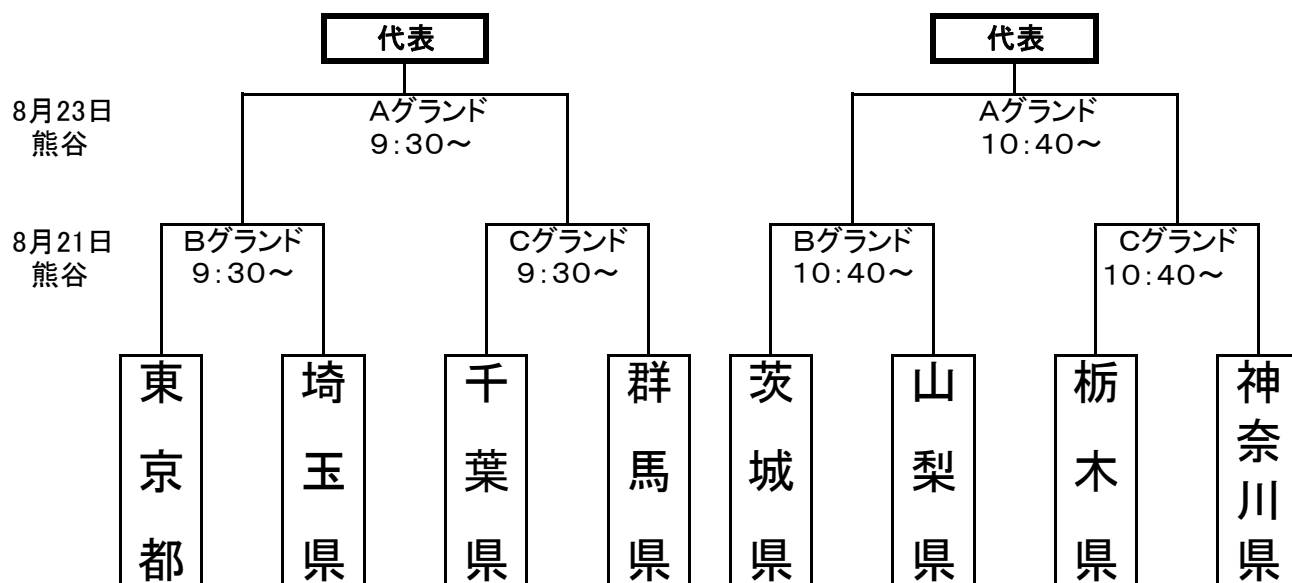 代表
代表
8月23日
熊谷
Aグランド
9:30～
Aグランド
10:40～
8月21日
熊谷
Bグランド
9:30～
Cグランド
9:30～
Bグランド
10:40～
Cグランド
10:40～
東京都
埼玉県
千葉県
群馬県
茨城県
山梨県
栃木県
神奈川県